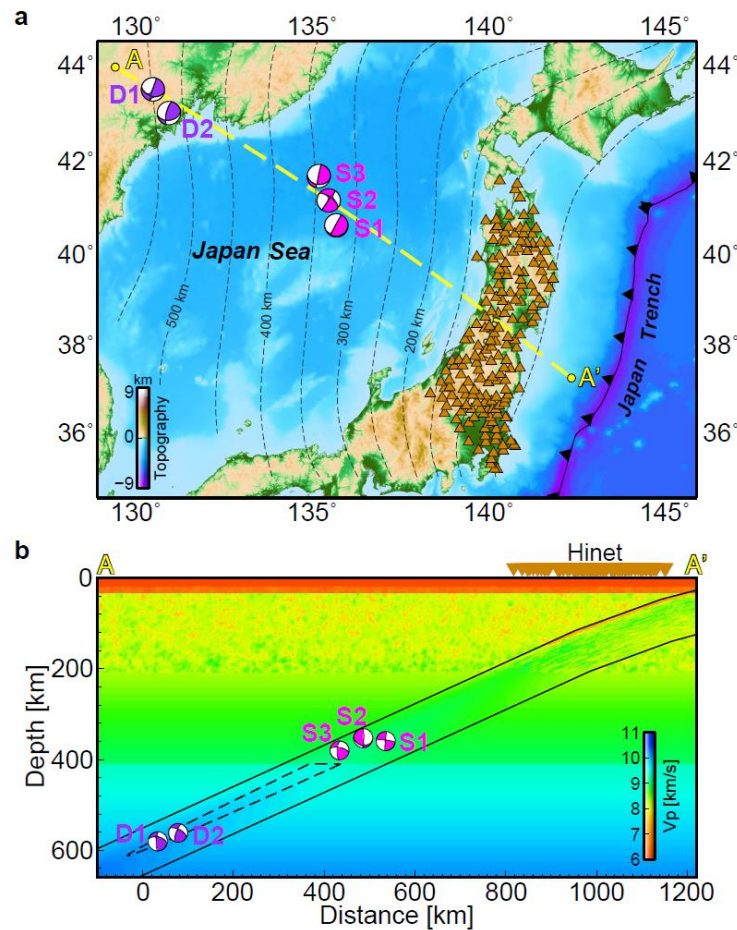 a
130° 135° 140° 145°
44° 44°
A
D1
D2
42° 42°
S3
S2
S1
40° 40°
Japan Sea
500 km
400 km
300 km
200 km
38° 38°
A'
Japan Trench
km
9
0
−9
Topography
36° 36°
130° 135° 140° 145°
b
Hinet
A A'
0
200
400
600
Depth [km]
S2
S3
S1
D1
D2
11
10
9
8
7
6
Vp [km/s]
0 200 400 600 800 1000 1200
Distance [km]